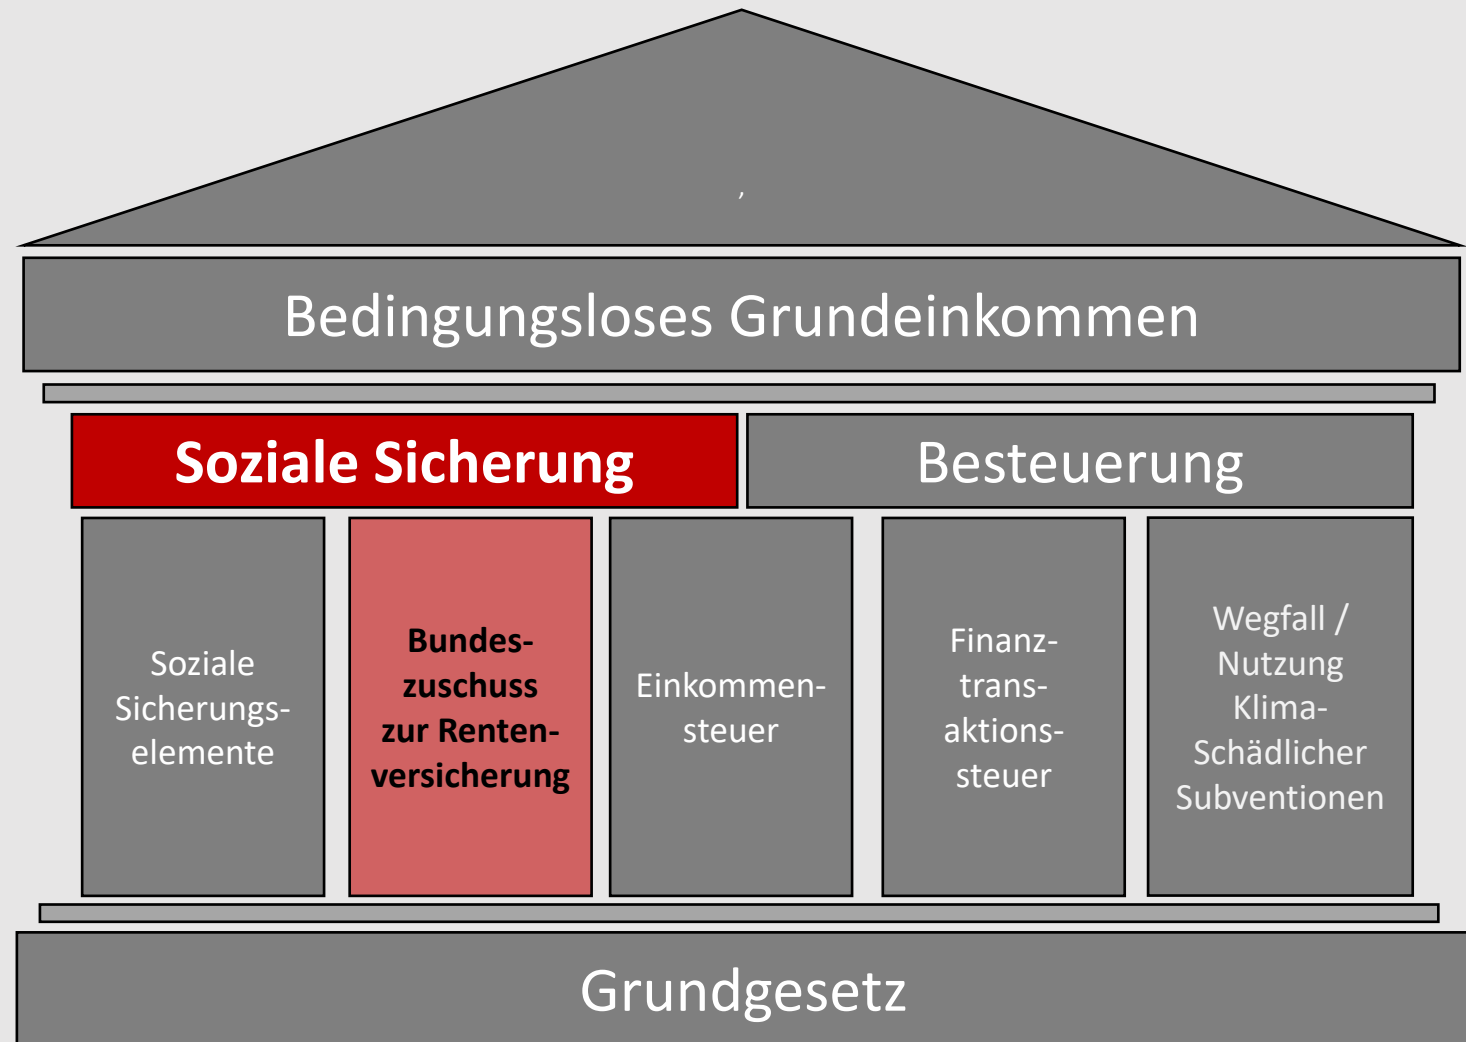 ,
Bedingungsloses Grundeinkommen
Soziale Sicherung
Besteuerung
Soziale
Sicherungs-
elemente
Bundes-
zuschuss
zur Renten-
versicherung
Einkommen-
steuer
Finanz-
trans-
aktions-
steuer
Wegfall /
Nutzung
Klima-
Schädlicher
Subventionen
Grundgesetz